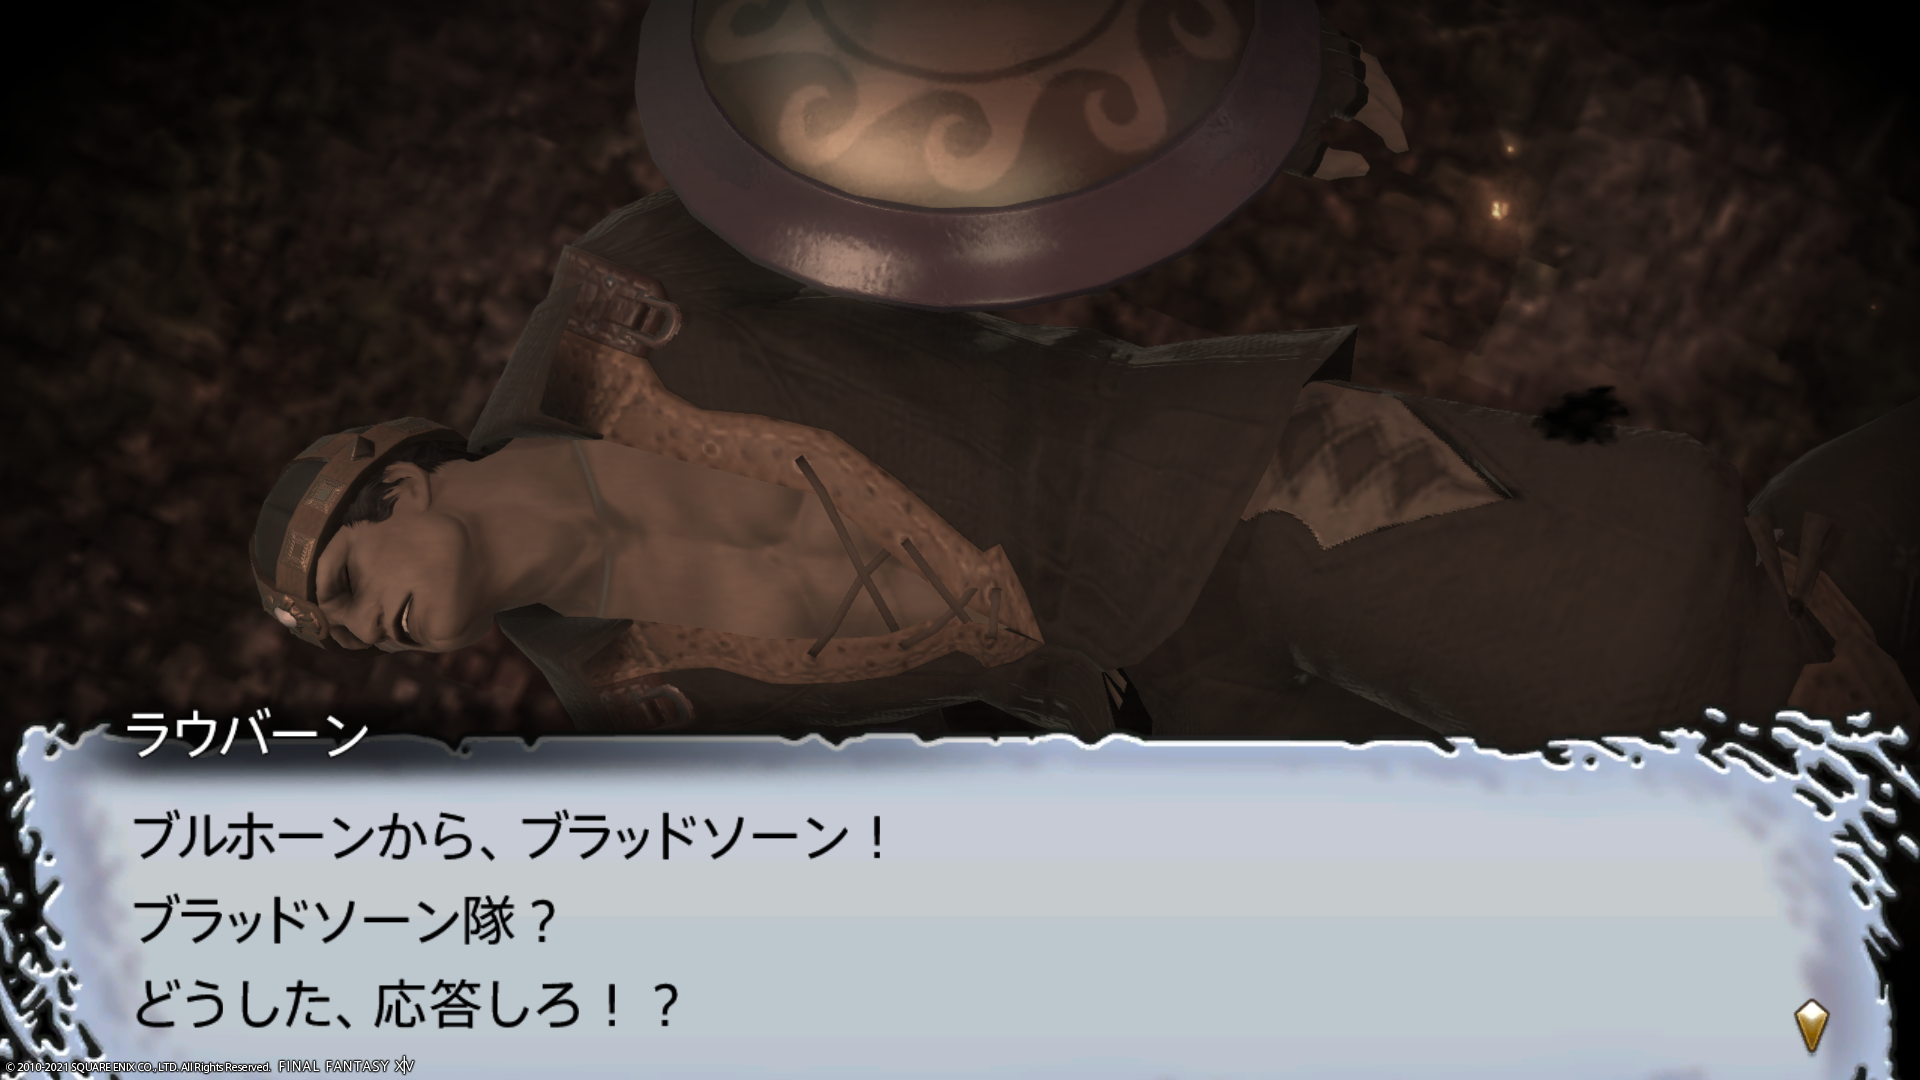 ラウバーン
ブルホーンから、ブラッドソーン！
ブラッドソーン隊？
どうした、応答しろ！？
© 2010-2021 SQUARE ENIX CO., LTD. All Rights Reserved. FINAL FANTASY XIV